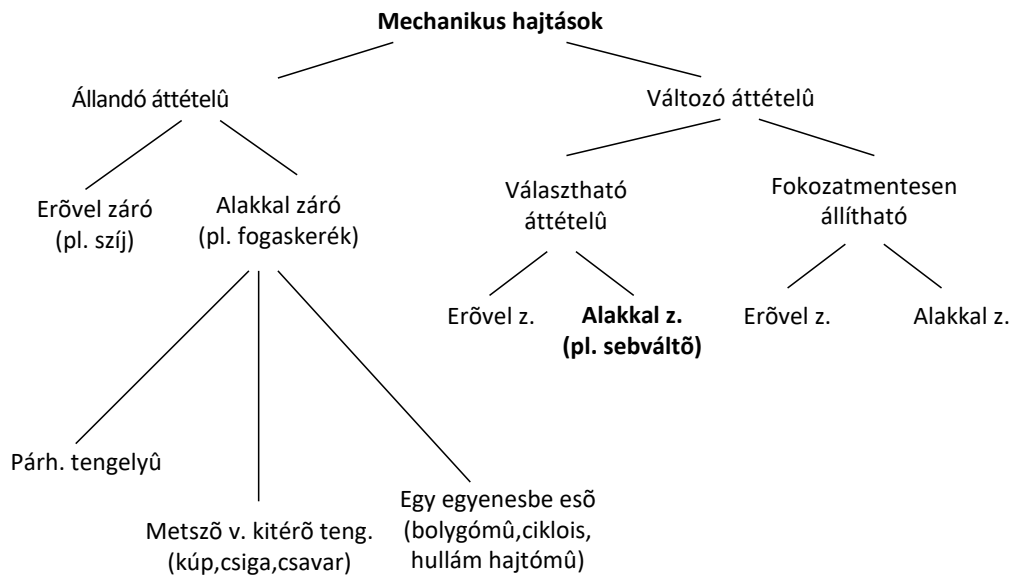 Mechanikus hajtások
Állandó áttételû
Változó áttételû
Erõvel záró
(pl. szíj)
Alakkal záró
(pl. fogaskerék)
Választható
áttételû
Fokozatmentesen
állítható
Erõvel z.
Alakkal z.
(pl. sebváltõ)
Erõvel z.
Alakkal z.
Párh. tengelyû
Metszõ v. kitérõ teng.
(kúp,csiga,csavar)
Egy egyenesbe esõ
(bolygómû,ciklois,
hullám hajtómû)